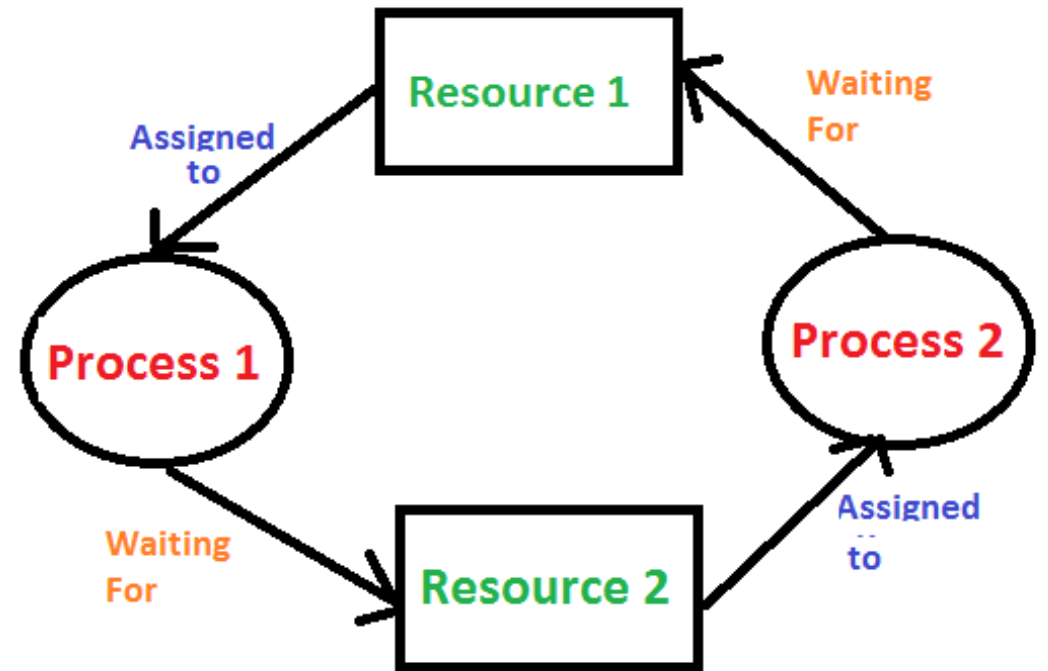 Resource 1
Waiting
For
Assigned
to
Process 1
Process 2
Waiting
For
Resource 2
Assigned
to